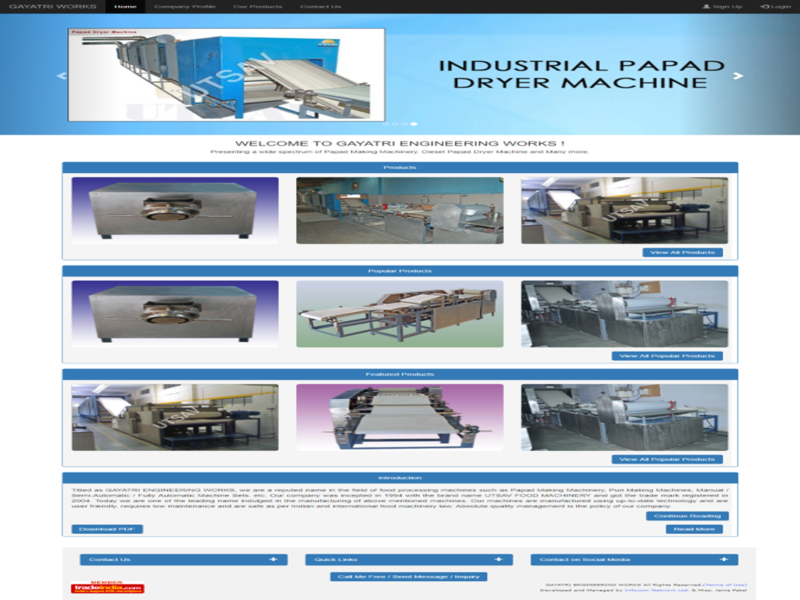 GAYATRI WORKS Home Company Profile Our Products Contact Us Sign Up Login
Papad Dryer Machine
UTSAV
INDUSTRIAL PAPAD
DRYER MACHINE
WELCOME TO GAYATRI ENGINEERING WORKS !
Presenting a wide spectrum of Papad Making Machinery, Diesel Papad Dryer Machine and Many more.
Products
UTSAV
View All Products
Popular Products
View All Popular Products
Featured Products
UTSAV
View All Popular Products
Introduction
Titled as GAYATRI ENGINEERING WORKS, we are a reputed name in the field of food processing machines such as Papad Making Machinery, Puri Making Machines, Manual /
Semi-Automatic / Fully Automatic Machine Sets, etc. Our company was incepted in 1994 with the brand name UTSAV FOOD MACHINERY and got the trade mark registered in
2004. Today we are one of the leading name indulged in the manufacturing of above mentioned machines. Our machines are manufactured using up-to-date technology and are
user friendly, requires low maintenance and are safe as per Indian and international food machinery law. Absolute quality management is the policy of our company.
Continue Reading
Download PDF Read More
Contact Us + Quick Links + Contact on Social Media +
Call Me Free / Send Message / Inquiry
MEMBER
tradeindia.com
GAYATRI ENGINEERING WORKS All Rights Reserved.(Terms of Use)
Developed and Managed by Infocom Network Ltd. & Miss. Jama Patel